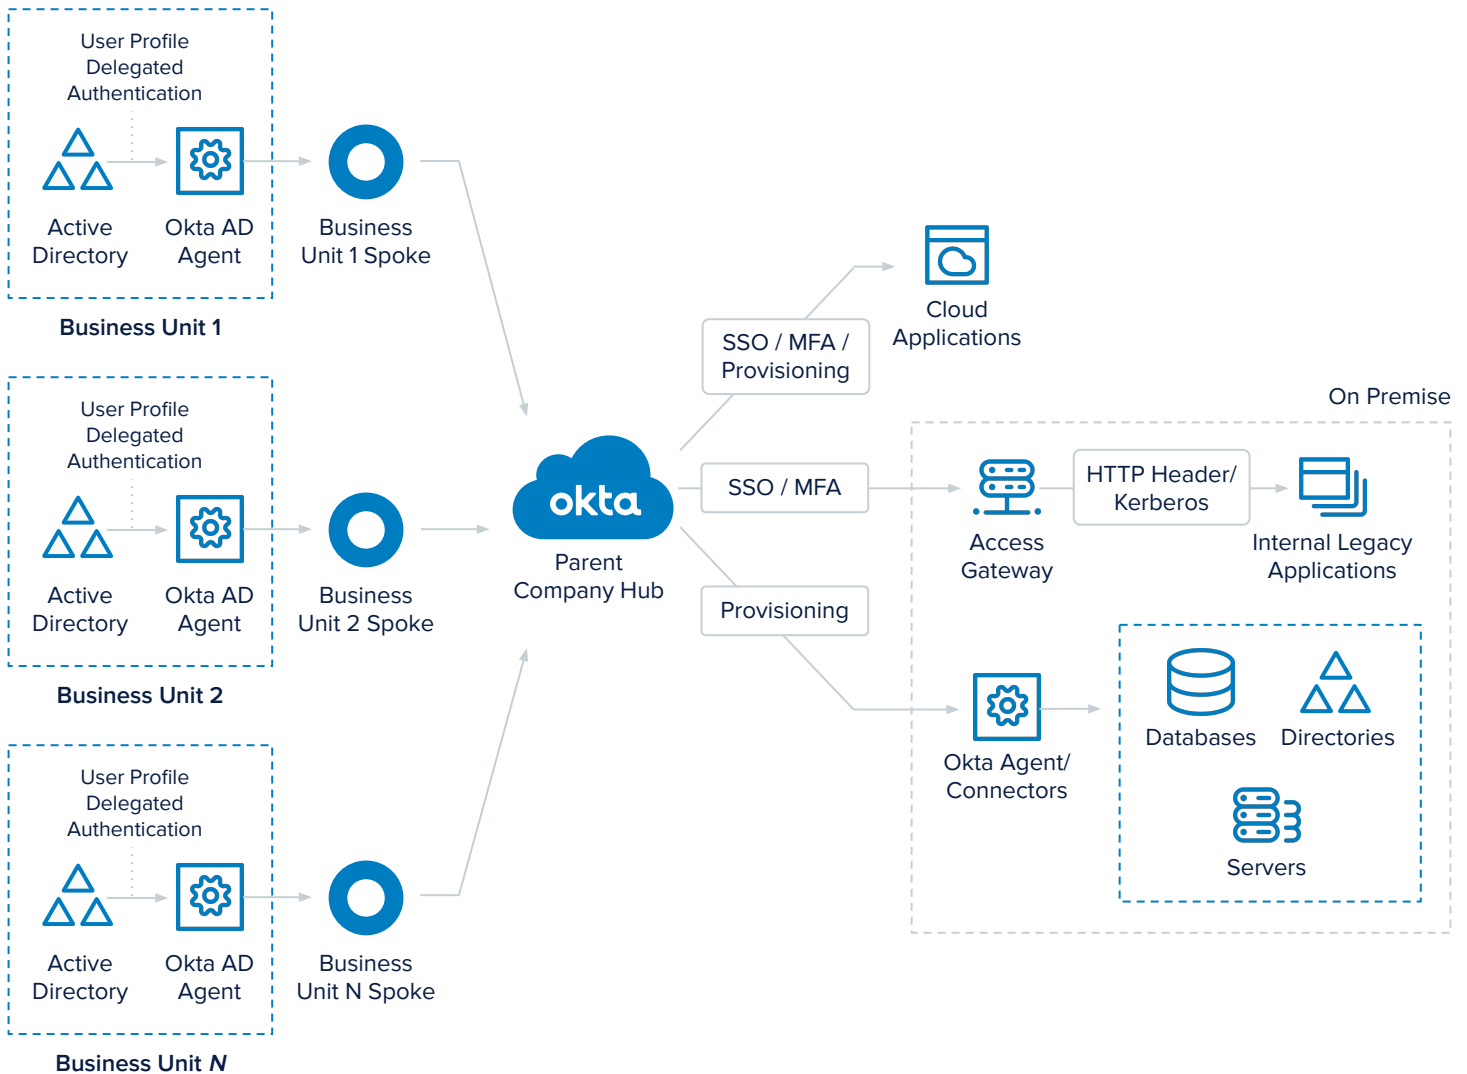 User Profile
Delegated
Authentication
Active
Directory
Okta AD
Agent
Business
Unit 1 Spoke
Business Unit 1
User Profile
Delegated
Authentication
Active
Directory
Okta AD
Agent
Business
Unit 2 Spoke
Business Unit 2
User Profile
Delegated
Authentication
Active
Directory
Okta AD
Agent
Business
Unit N Spoke
Business Unit N
okta
Parent
Company Hub
SSO / MFA /
Provisioning
Cloud
Applications
SSO / MFA
Provisioning
On Premise
Access
Gateway
HTTP Header/
Kerberos
Internal Legacy
Applications
Okta Agent/
Connectors
Databases
Directories
Servers